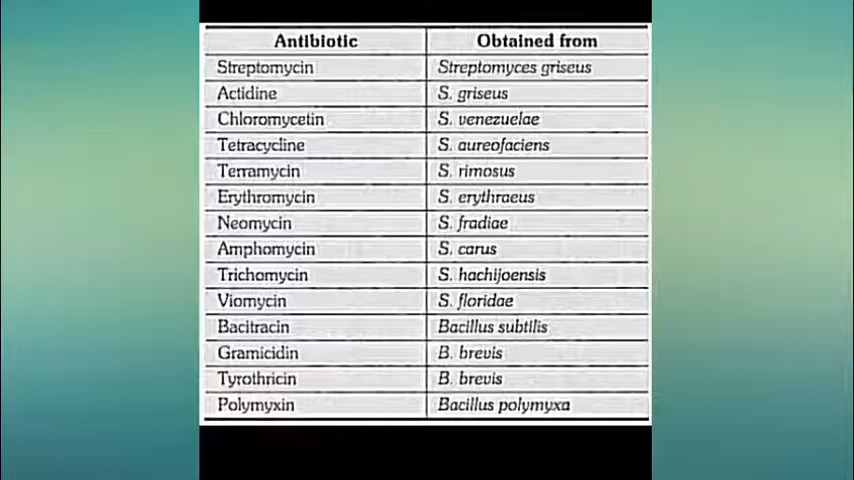 Antibiotic Obtained from
Streptomycin Streptomyces griseus
Actidine S. griseus
Chloromycetin S. venezuelae
Tetracycline S. aureofaciens
Terramycin S. rimosus
Erythromycin S. erythraeus
Neomycin S. fradiae
Amphomycin S. carus
Trichomycin S. hachijoensis
Viomycin S. floridae
Bacitracin Bacillus subtilis
Gramicidin B. brevis
Tyrothricin B. brevis
Polymyxin Bacillus polymyxa